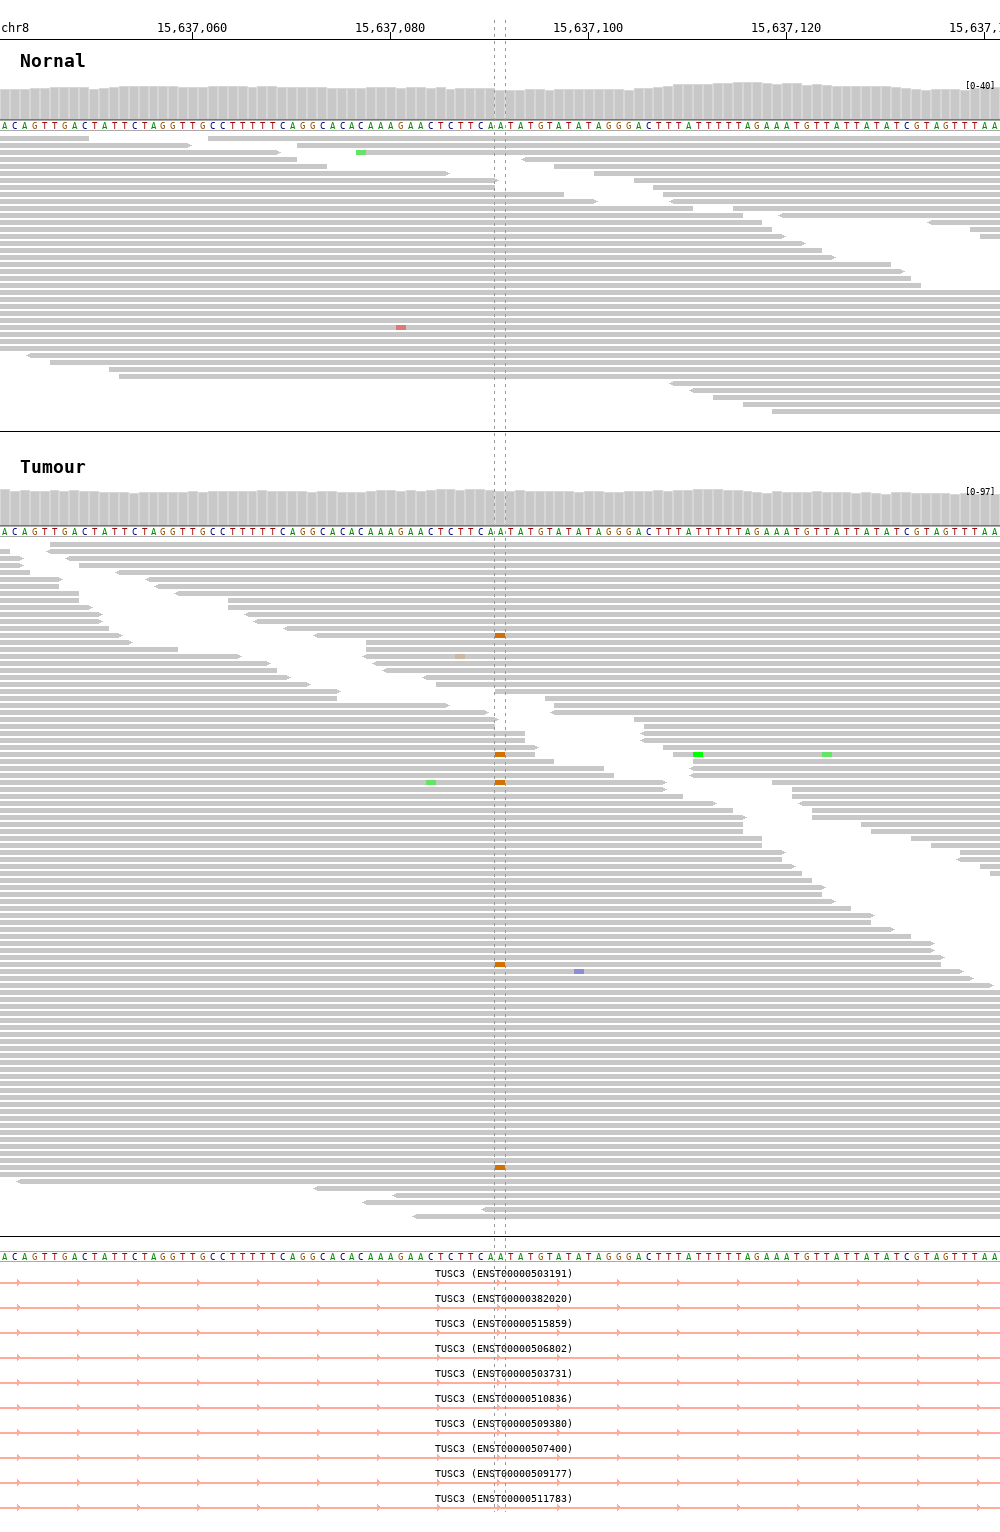 chr8 15,637,060 15,637,080 15,637,100 15,637,120 15,637,1
Nornal
[0-40]
ACAGTTGACTATTCTAGGTTGCCTTTTTCAGGCACACAAAGAACTCTTCAATATGTATATAGGGACTTTATTTTTAGAAATGTTATTATATCGTAGTTTAA
Tumour
[0-97]
ACAGTTGACTATTCTAGGTTGCCTTTTTCAGGCACACAAAGAACTCTTCAATATGTATATAGGGACTTTATTTTTAGAAATGTTATTATATCGTAGTTTAA
ACAGTTGACTATTCTAGGTTGCCTTTTTCAGGCACACAAAGAACTCTTCAATATGTATATAGGGACTTTATTTTTAGAAATGTTATTATATCGTAGTTTAA
TUSC3 (ENST00000503191)
TUSC3 (ENST00000382020)
TUSC3 (ENST00000515859)
TUSC3 (ENST00000506802)
TUSC3 (ENST00000503731)
TUSC3 (ENST00000510836)
TUSC3 (ENST00000509380)
TUSC3 (ENST00000507400)
TUSC3 (ENST00000509177)
TUSC3 (ENST00000511783)